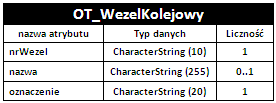 OT_WezelKolejowy
nazwa atrybutu Typ danych Liczność
nrWezel CharacterString (10) 1
nazwa CharacterString (255) 0..1
oznaczenie CharacterString (20) 1